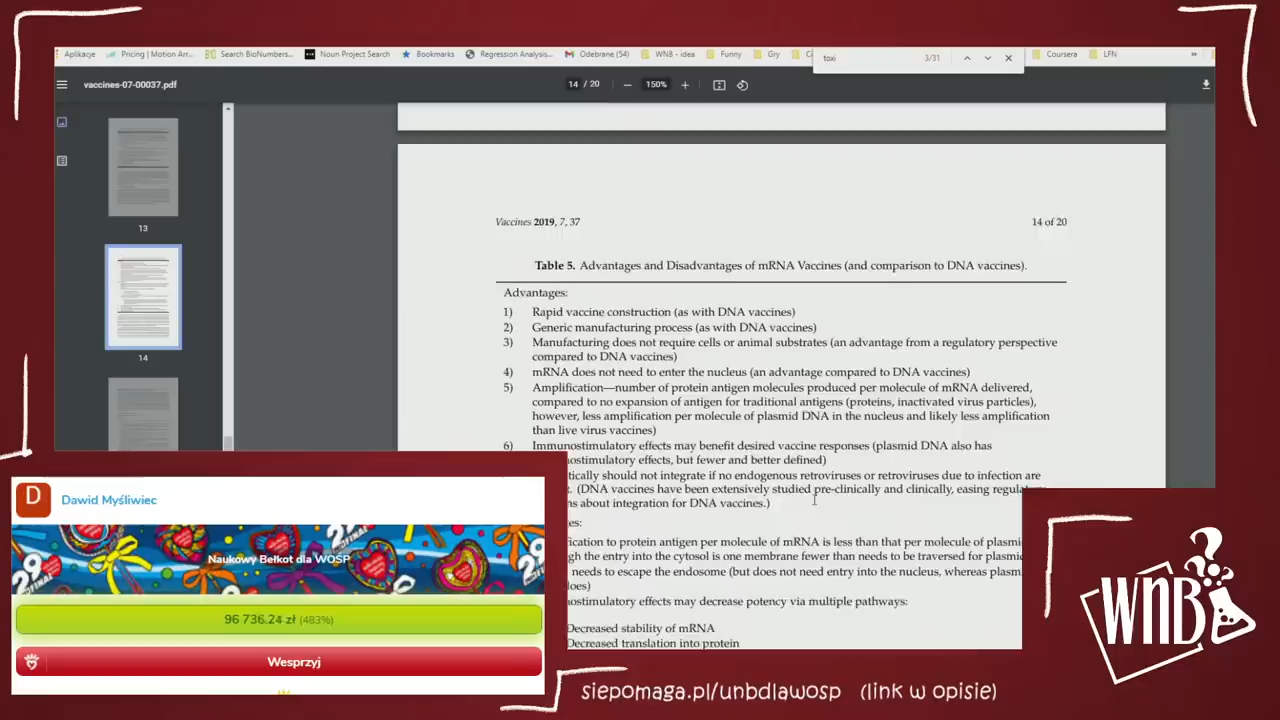 Aplikacje
Pricing | Motion Arr...
Search BioNumbers...
Noun Project Search
Bookmarks
Regression Analysis...
Odebrane (54)
WNB - idea
Funny
Gry
Coursera
LFN
»
toxi 3/31
vaccines-07-00037.pdf
14 / 20
150%
13
14
Vaccines 2019, 7, 37
14 of 20
Table 5. Advantages and Disadvantages of mRNA Vaccines (and comparison to DNA vaccines).
Advantages:
1) Rapid vaccine construction (as with DNA vaccines)
2) Generic manufacturing process (as with DNA vaccines)
3) Manufacturing does not require cells or animal substrates (an advantage from a regulatory perspective
compared to DNA vaccines)
4) mRNA does not need to enter the nucleus (an advantage compared to DNA vaccines)
5) Amplification—number of protein antigen molecules produced per molecule of mRNA delivered,
compared to no expansion of antigen for traditional antigens (proteins, inactivated virus particles),
however, less amplification per molecule of plasmid DNA in the nucleus and likely less amplification
than live virus vaccines)
6) Immunostimulatory effects may benefit desired vaccine responses (plasmid DNA also has
ostimulatory effects, but fewer and better defined)
tically should not integrate if no endogenous retroviruses or retroviruses due to infection are
t. (DNA vaccines have been extensively studied pre-clinically and clinically, easing regulatory
ns about integration for DNA vaccines.)
es:
ication to protein antigen per molecule of mRNA is less than that per molecule of plasmid
gh the entry into the cytosol is one membrane fewer than needs to be traversed for plasmid
needs to escape the endosome (but does not need entry into the nucleus, whereas plasm
does)
ostimulatory effects may decrease potency via multiple pathways:
Decreased stability of mRNA
Decreased translation into protein
D
Dawid Myśliwiec
29 FINAŁ
Naukowy Bełkot dla WOŚP
29 FINAŁ
96 736.24 zł (483%)
Wesprzyj
WNB
siepomaga.pl/unbdlawosp (link w opisie)